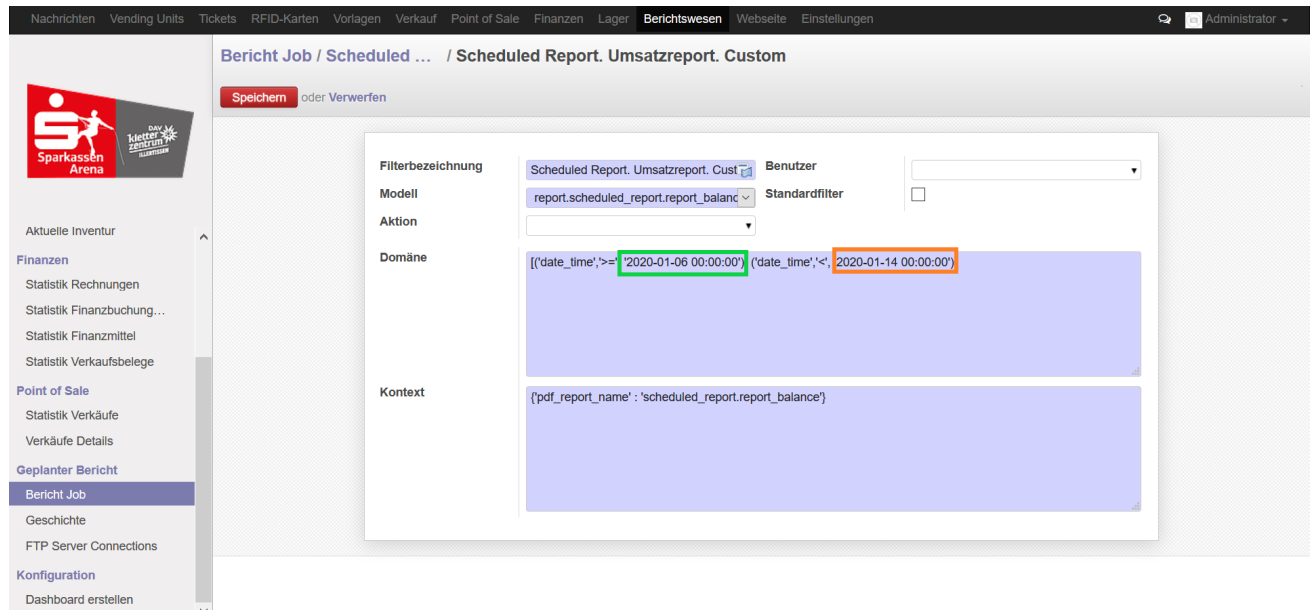 Nachrichten Vending Units Tickets RFID-Karten Vorlagen Verkauf Point of Sale Finanzen Lager Berichtswesen Webseite Einstellungen Administrator
Bericht Job / Scheduled … / Scheduled Report. Umsatzreport. Custom
Speichern oder Verwerfen
Sparkassen
Arena
DAV
kletter
zentrum
ILLERTISSEN
Aktuelle Inventur
Finanzen
Statistik Rechnungen
Statistik Finanzbuchung…
Statistik Finanzmittel
Statistik Verkaufsbelege
Point of Sale
Statistik Verkäufe
Verkäufe Details
Geplanter Bericht
Bericht Job
Geschichte
FTP Server Connections
Konfiguration
Dashboard erstellen
Filterbezeichnung Scheduled Report. Umsatzreport. Cust Benutzer
Modell report.scheduled_report.report_balanc Standardfilter
Aktion
Domäne [('date_time','>=' '2020-01-06 00:00:00') ('date_time','<', 2020-01-14 00:00:00')
Kontext {'pdf_report_name' : 'scheduled_report.report_balance'}